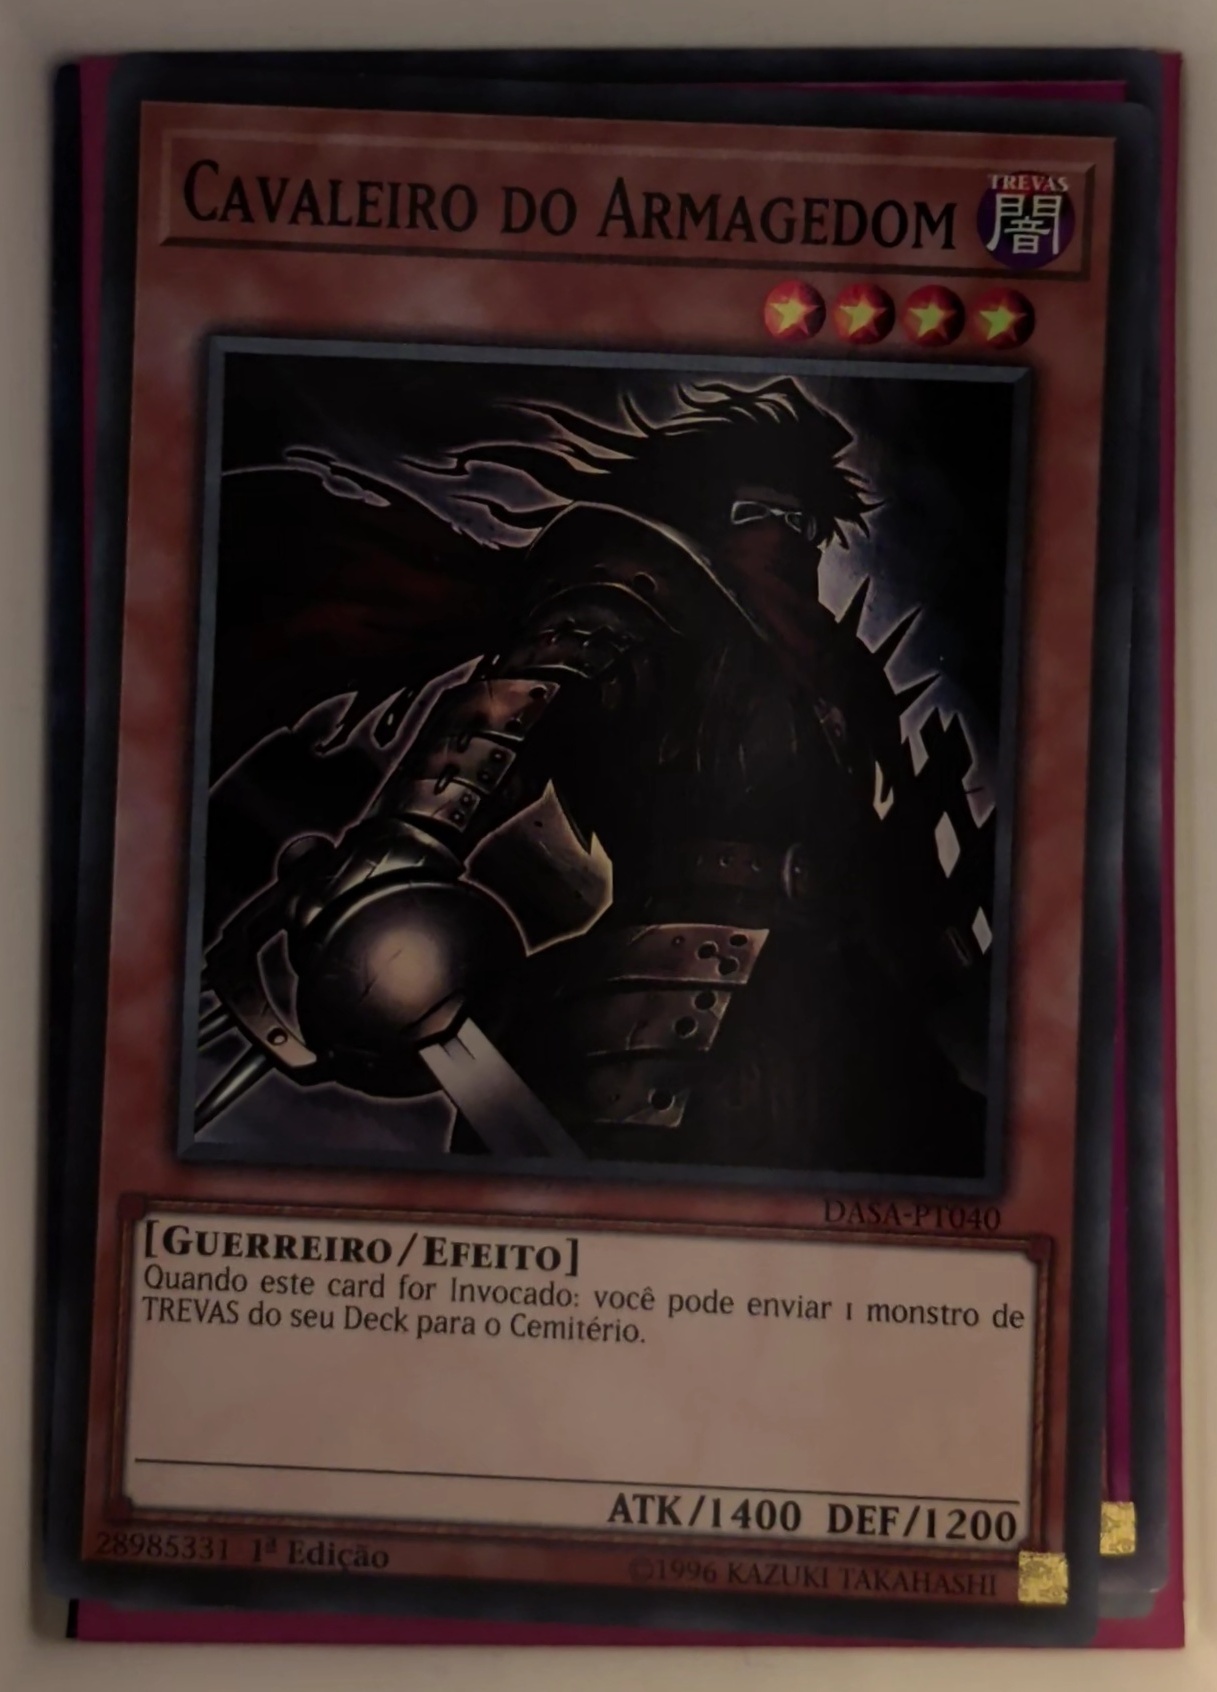 CAVALEIRO DO ARMAGEDOM
TREVAS
闇
DASA-PT040
[GUERREIRO/EFEITO]
Quando este card for Invocado: você pode enviar 1 monstro de
TREVAS do seu Deck para o Cemitério.
ATK/1400 DEF/1200
28985331 1ª Edição
©1996 KAZUKI TAKAHASHI